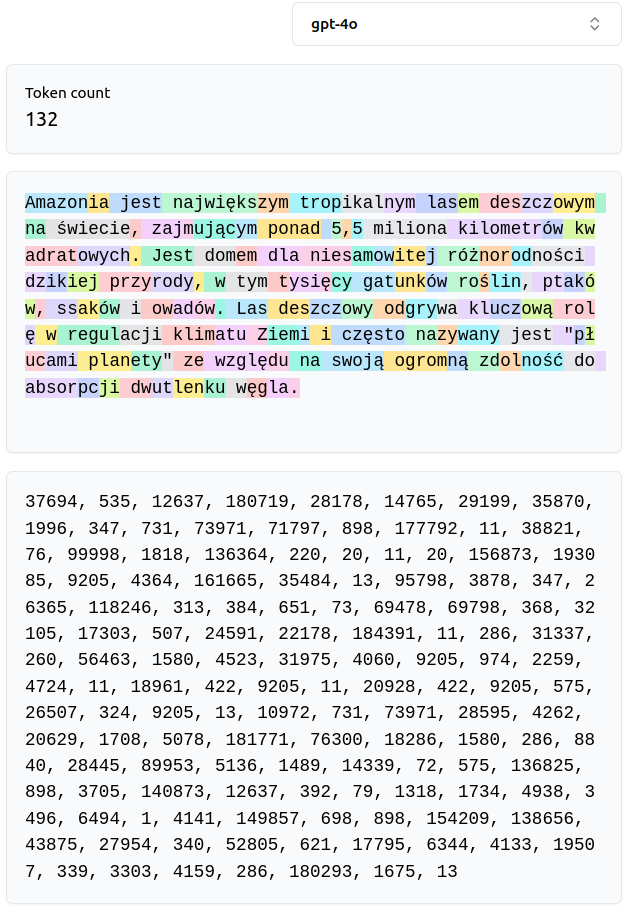 gpt-4o
Token count
132
Amazonia jest największym tropikalnym lasem deszczowym
na świecie, zajmującym ponad 5,5 miliona kilometrów kw
adratowych. Jest domem dla niesamowitej różnorodności
dzikiej przyrody, w tym tysięcy gatunków roślin, ptakó
w, ssaków i owadów. Las deszczowy odgrywa kluczową rol
ę w regulacji klimatu Ziemi i często nazywany jest "pł
ucami planety" ze względu na swoją ogromną zdolność do
absorpcji dwutlenku węgla.
37694, 535, 12637, 180719, 28178, 14765, 29199, 35870,
1996, 347, 731, 73971, 71797, 898, 177792, 11, 38821,
76, 99998, 1818, 136364, 220, 20, 11, 20, 156873, 1930
85, 9205, 4364, 161665, 35484, 13, 95798, 3878, 347, 2
6365, 118246, 313, 384, 651, 73, 69478, 69798, 368, 32
105, 17303, 507, 24591, 22178, 184391, 11, 286, 31337,
260, 56463, 1580, 4523, 31975, 4060, 9205, 974, 2259,
4724, 11, 18961, 422, 9205, 11, 20928, 422, 9205, 575,
26507, 324, 9205, 13, 10972, 731, 73971, 28595, 4262,
20629, 1708, 5078, 181771, 76300, 18286, 1580, 286, 88
40, 28445, 89953, 5136, 1489, 14339, 72, 575, 136825,
898, 3705, 140873, 12637, 392, 79, 1318, 1734, 4938, 3
496, 6494, 1, 4141, 149857, 698, 898, 154209, 138656,
43875, 27954, 340, 52805, 621, 17795, 6344, 4133, 1950
7, 339, 3303, 4159, 286, 180293, 1675, 13